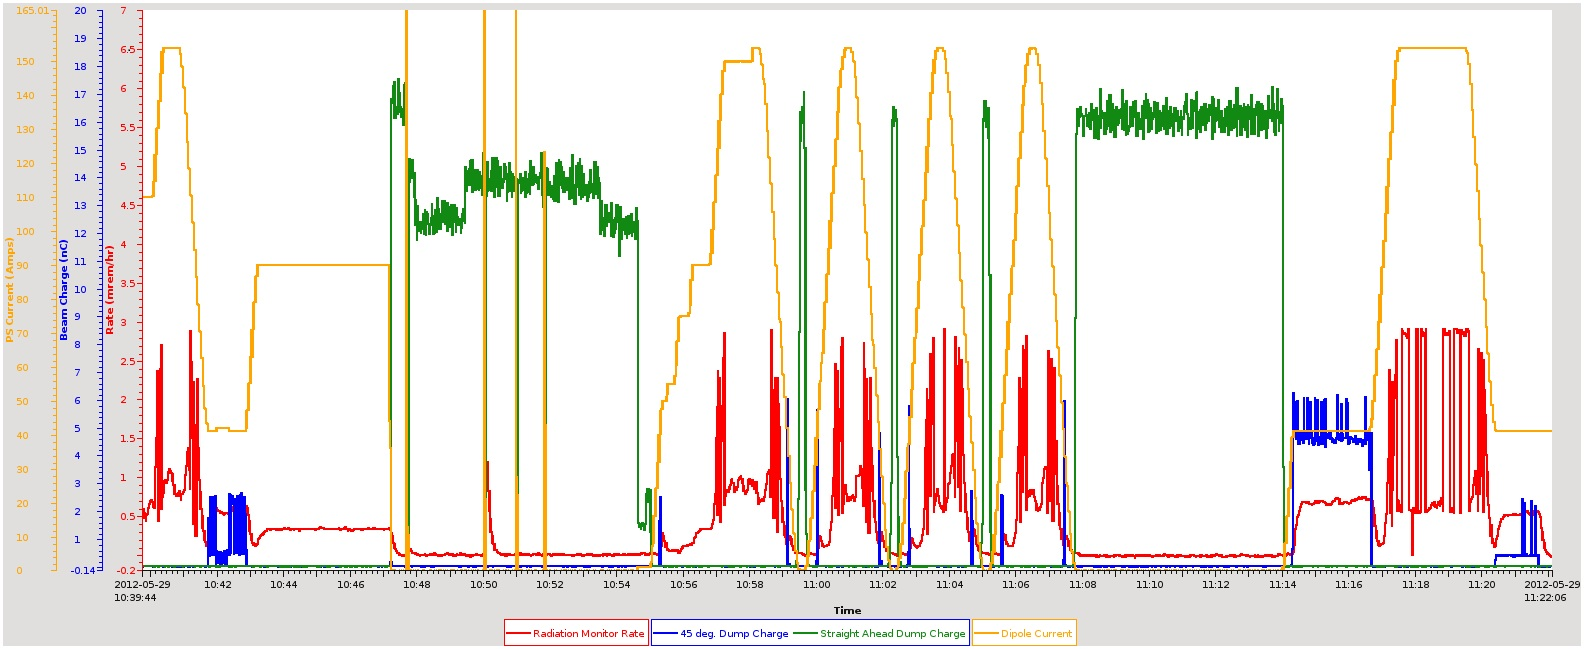 165.01 20 7
19
150 18 6.5
17 6
140
16 5.5
130
15 5
120
14
110 13 4.5
100 12 4
11
90 3.5
10
80
9 3
70
8 2.5
60 7
2
50 6
5 1.5
40
4
30 1
3
20 2 0.5
10 1
0 -0.14 -0.2
PS Current (Amps)
Beam Charge (nC)
Rate (mrem/hr)
2012-05-29 10:42 10:44 10:46 10:48 10:50 10:52 10:54 10:56 10:58 11:00 11:02 11:04 11:06 11:08 11:10 11:12 11:14 11:16 11:18 11:20 2012-05-29
10:39:44 11:22:06
Time
Radiation Monitor Rate 45 deg. Dump Charge Straight Ahead Dump Charge Dipole Current